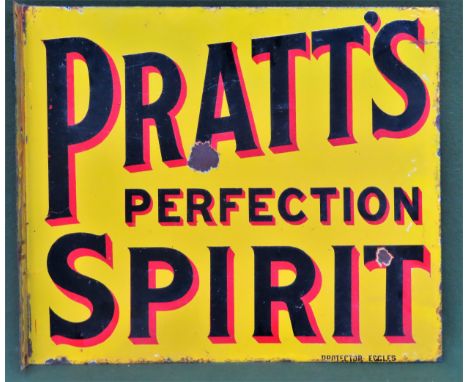 PRATT'S
PERFECTION
SPIRIT
PROTECTOR ECCLES